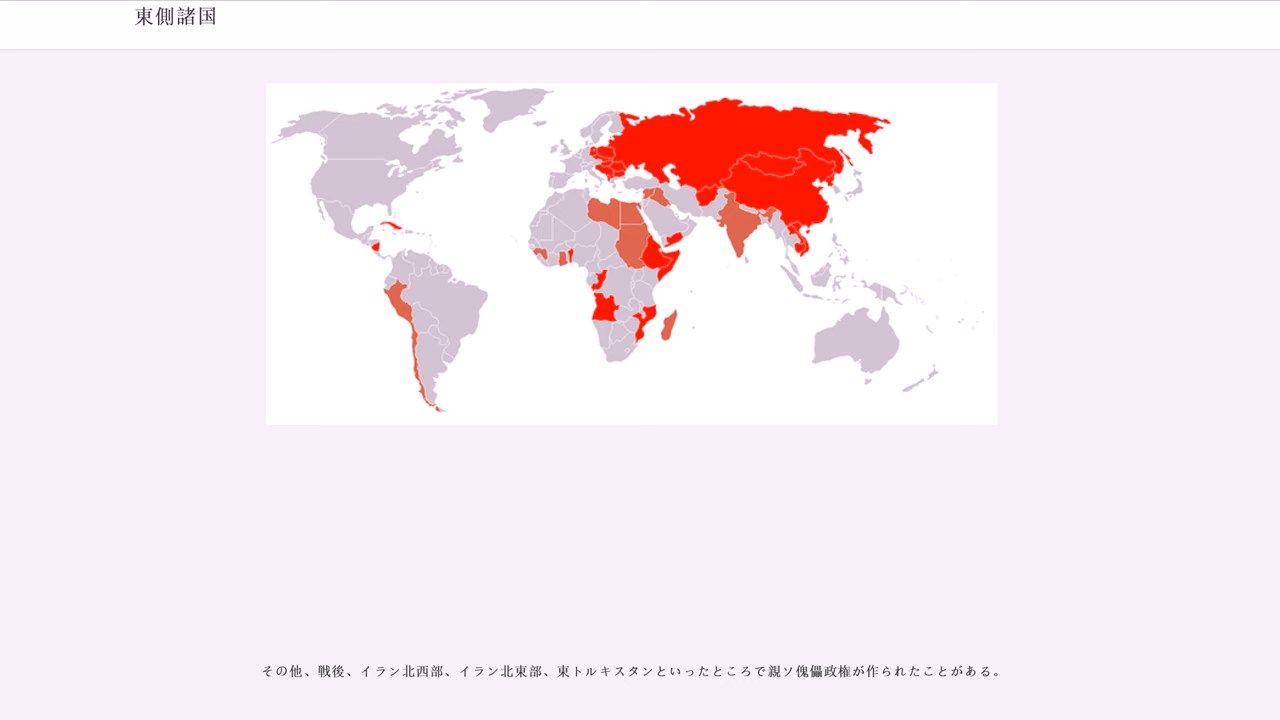 東側諸国
その他、戦後、イラン北西部、イラン北東部、東トルキスタンといったところで親ソ傀儡政権が作られたことがある。